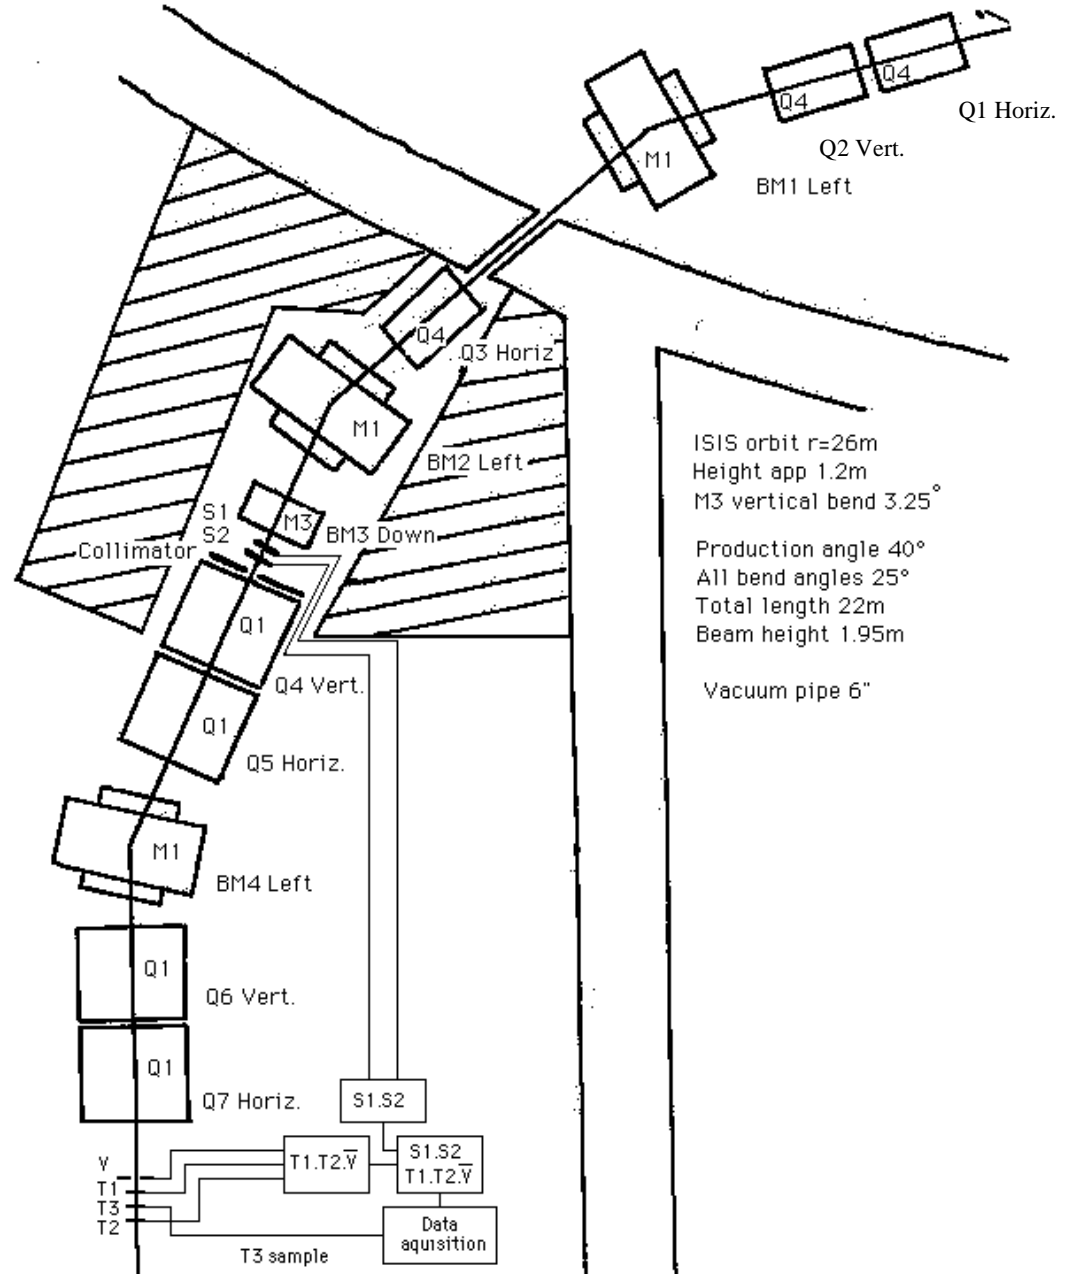 Q4
Q4
Q1 Horiz.
Q2 Vert.
M1
BM1 Left
Q4
Q3 Horiz
M1
BM2 Left
ISIS orbit r=26m
Height app 1.2m
M3 vertical bend 3.25°
S1
M3
S2
BM3 Down
Collimator
Production angle 40°
All bend angles 25°
Total length 22m
Beam height 1.95m
Q1
Q4 Vert.
Vacuum pipe 6"
Q1
Q5 Horiz.
M1
BM4 Left
Q1
Q6 Vert.
Q1
Q7 Horiz.
S1.S2
V
T1.T2.V̅
S1.S2
T1.T2.V̅
T1
T3
T2
Data
aquisition
T3 sample